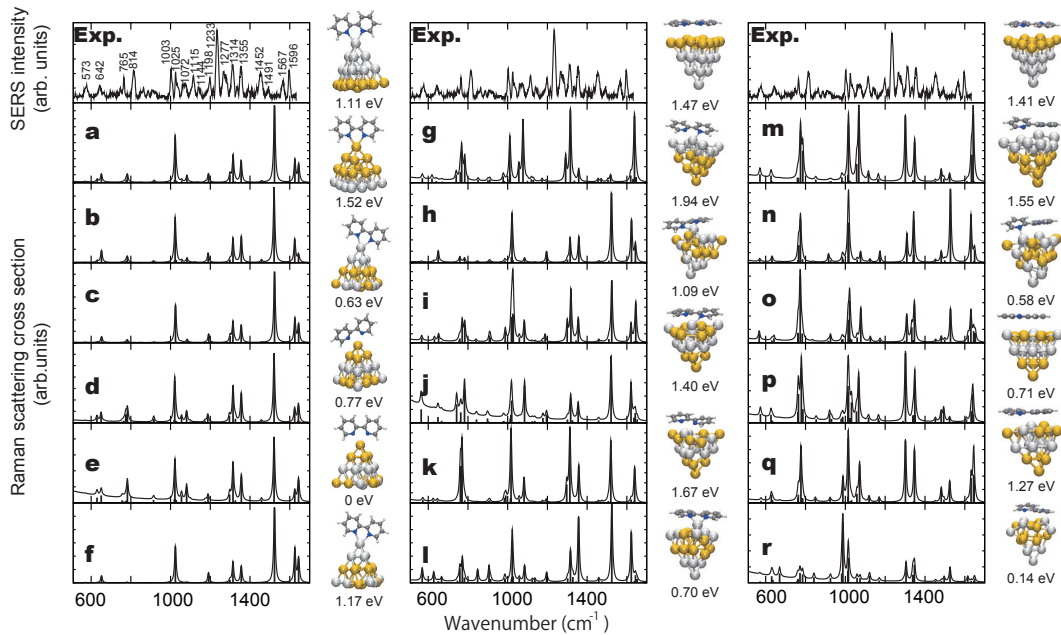 SERS intensity
(arb. units)
Raman scattering cross section
(arb.units)
Exp.
573
642
765
814
1003
1025
1072
1115
1144
1198
1233
1277
1314
1355
1452
1491
1567
1596
a
b
c
d
e
f
600 1000 1400
1.11 eV
1.52 eV
0.63 eV
0.77 eV
0 eV
1.17 eV
Exp.
g
h
i
j
k
l
600 1000 1400
1.47 eV
1.94 eV
1.09 eV
1.40 eV
1.67 eV
0.70 eV
Exp.
m
n
o
p
q
r
600 1000 1400
1.41 eV
1.55 eV
0.58 eV
0.71 eV
1.27 eV
0.14 eV
Wavenumber (cm⁻¹)